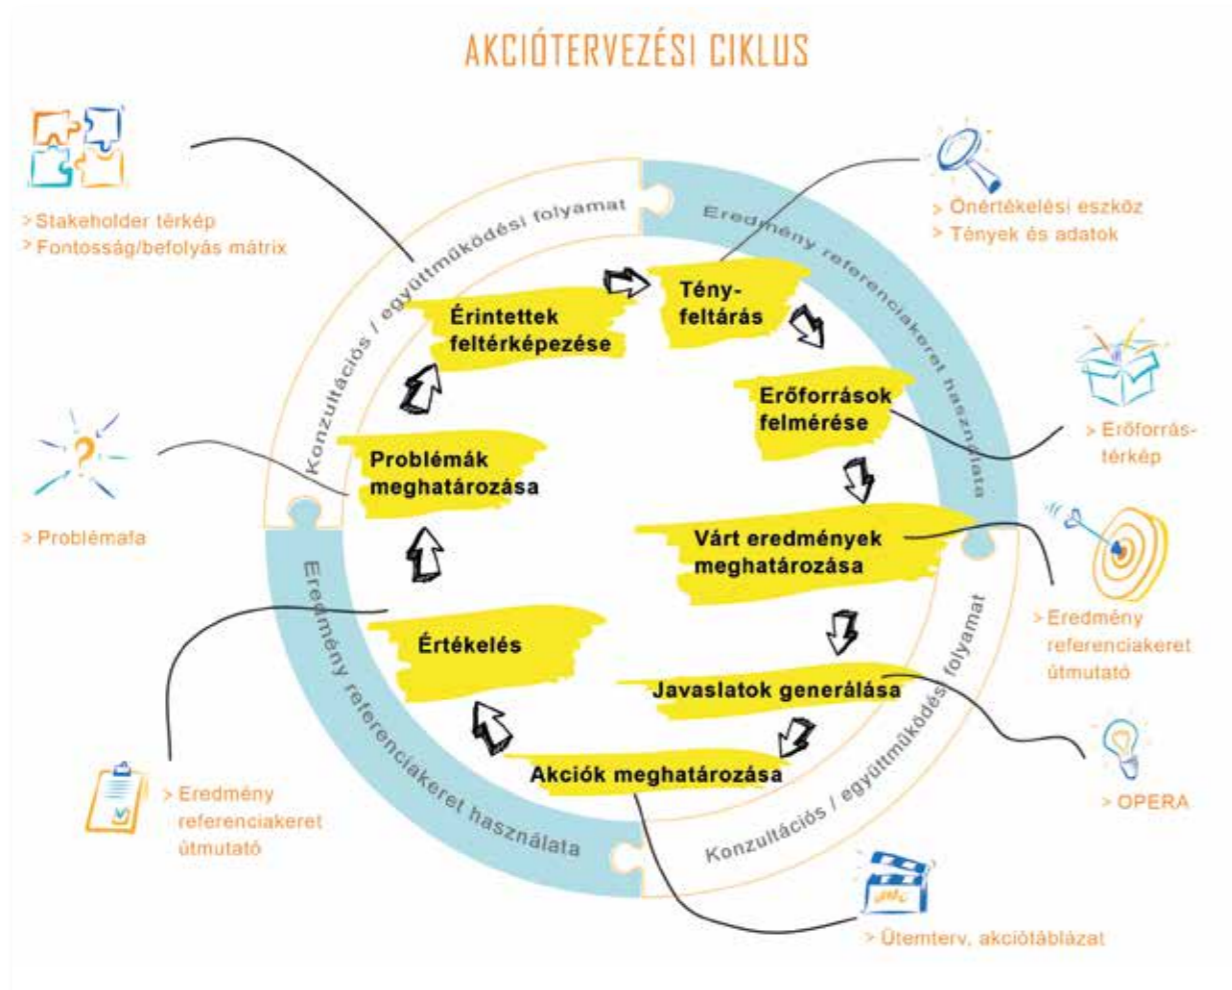 AKCIÓTERVEZÉSI CIKLUS
> Stakeholder térkép
> Fontosság/befolyás mátrix
Konzultációs / együttműködési folyamat
Eredmény referenciakeret használata
> Önértékelési eszköz
> Tények és adatok
Érintettek
feltérképezése
Tény-
feltárás
Erőforrások
felmérése
> Erőforrás-
térkép
Problémák
meghatározása
?
> Problémafa
Várt eredmények
meghatározása
> Eredmény
referenciakeret
útmutató
Értékelés
Javaslatok generálása
> OPERA
Akciók meghatározása
> Eredmény
referenciakeret
útmutató
Eredmény referenciakeret használata
Konzultációs / együttműködési folyamat
> Ütemterv, akciótáblázat